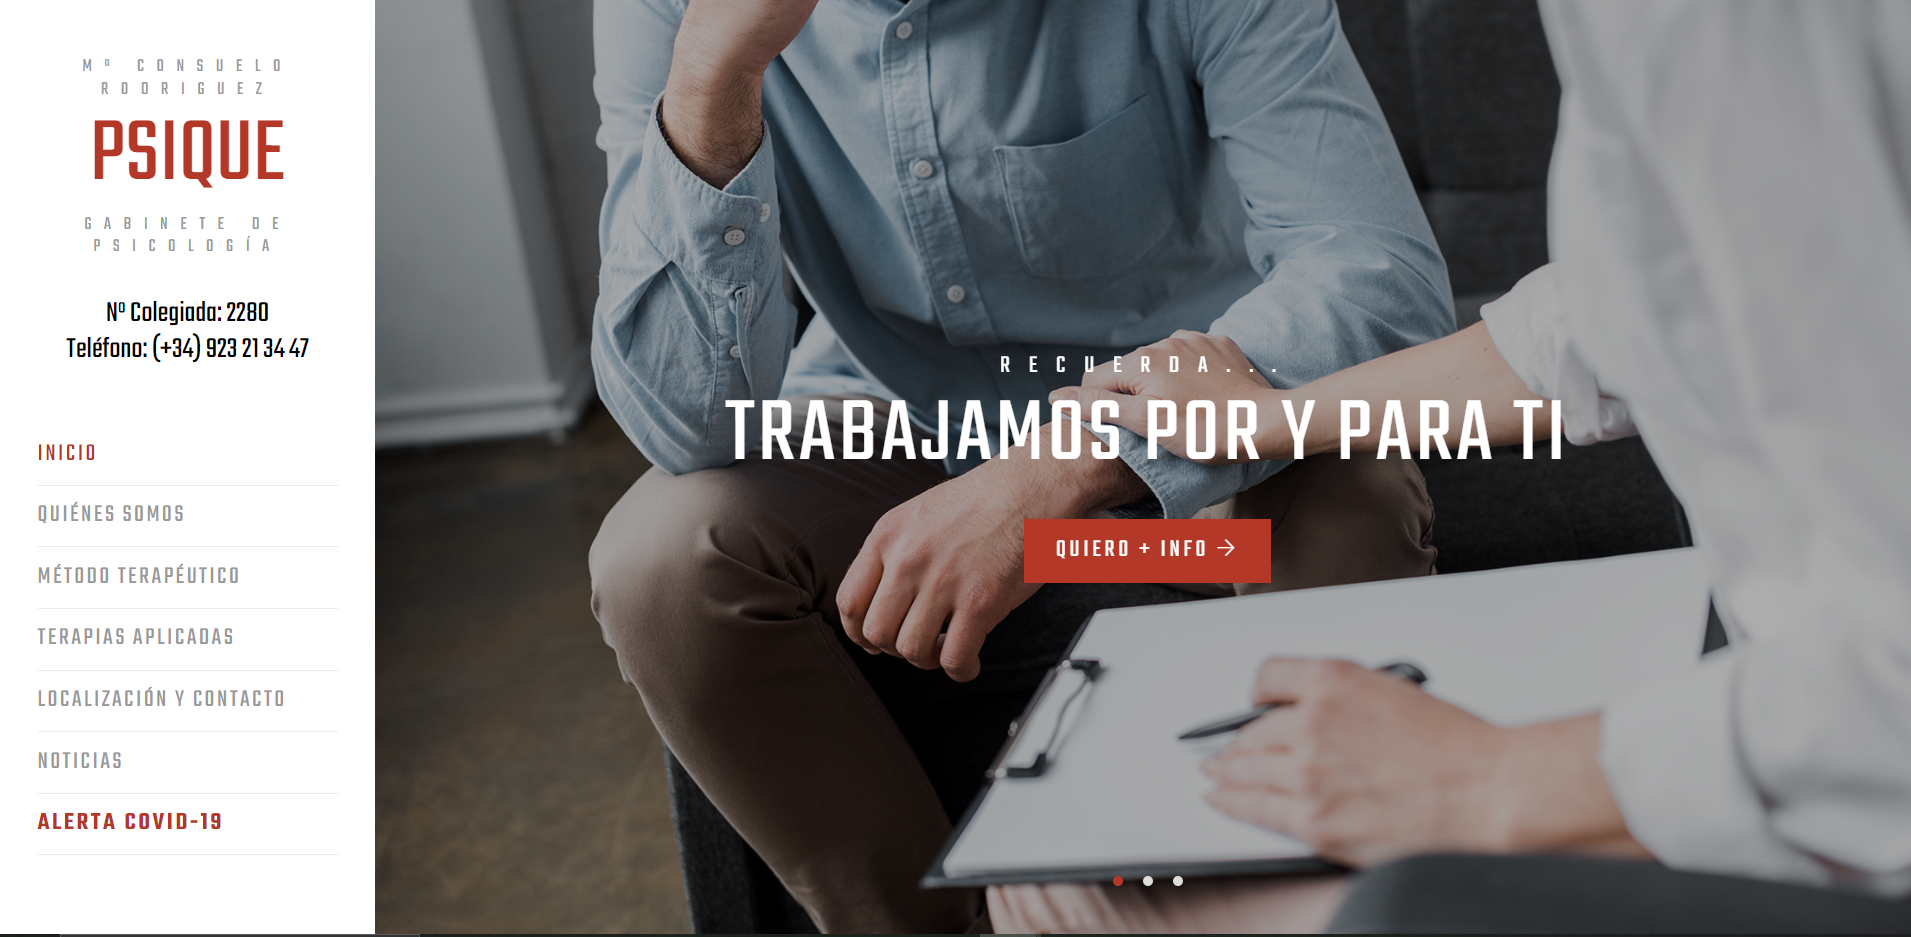 Mº CONSUELO
RODRIGUEZ
PSIQUE
GABINETE DE
PSICOLOGÍA
Nº Colegiada: 2280
Teléfono: (+34) 923 21 34 47
INICIO
QUIÉNES SOMOS
MÉTODO TERAPÉUTICO
TERAPIAS APLICADAS
LOCALIZACIÓN Y CONTACTO
NOTICIAS
ALERTA COVID-19
RECUERDA...
TRABAJAMOS POR Y PARA TI
QUIERO + INFO →